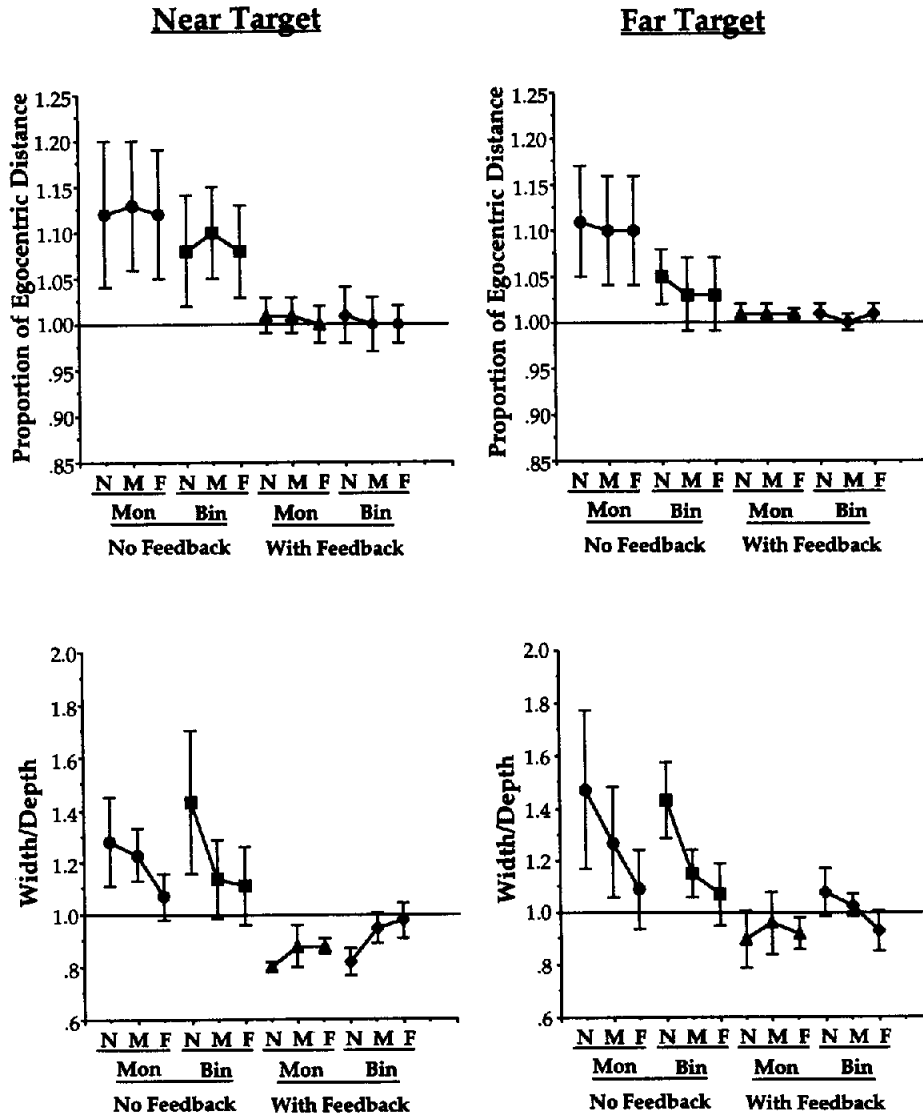 Near Target
Far Target
Proportion of Egocentric Distance
1.25
1.20
1.15
1.10
1.05
1.00
.95
.90
.85
N M F N M F N M F N M F
Mon Bin Mon Bin
No Feedback With Feedback
Proportion of Egocentric Distance
1.25
1.20
1.15
1.10
1.05
1.00
.95
.90
.85
N M F N M F N M F N M F
Mon Bin Mon Bin
No Feedback With Feedback
Width/Depth
2.0
1.8
1.6
1.4
1.2
1.0
.8
.6
N M F N M F N M F N M F
Mon Bin Mon Bin
No Feedback With Feedback
Width/Depth
2.0
1.8
1.6
1.4
1.2
1.0
.8
.6
N M F N M F N M F N M F
Mon Bin Mon Bin
No Feedback With Feedback